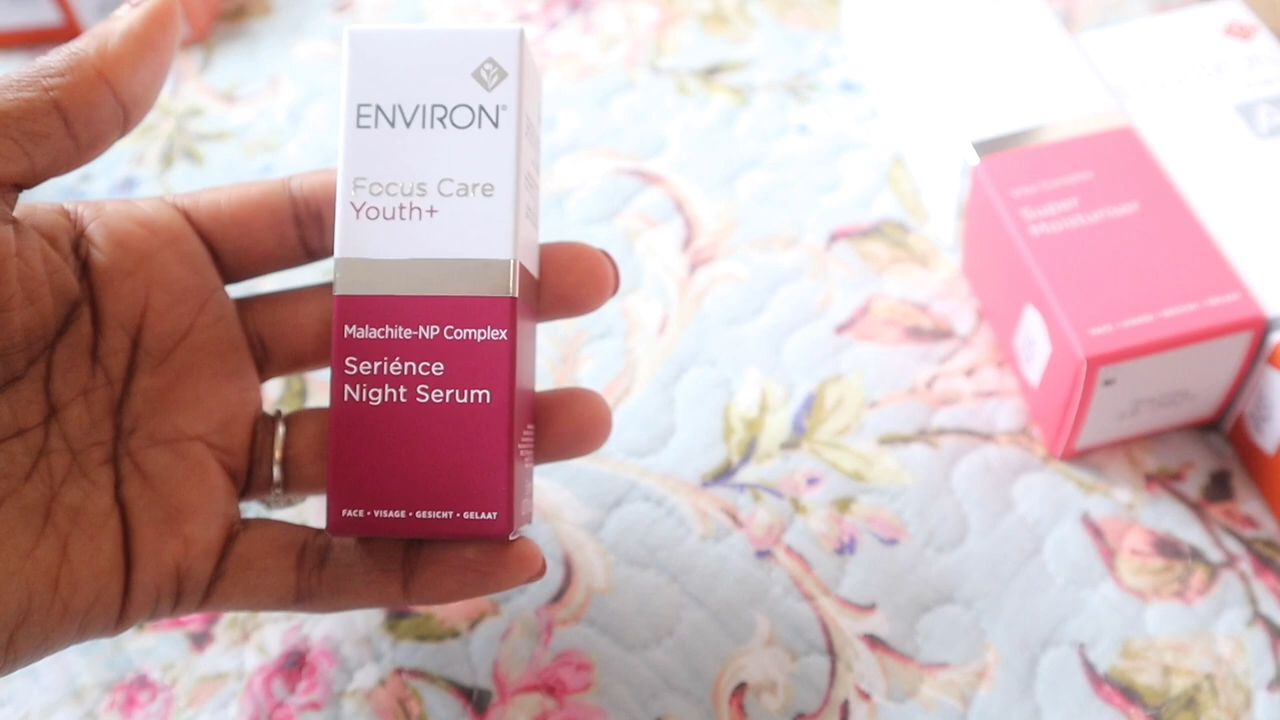 ENVIRON®
Focus Care
Youth+
Malachite-NP Complex
Seriénce
Night Serum
FACE • VISAGE • GESICHT • GELAAT
Super
Moisturiser